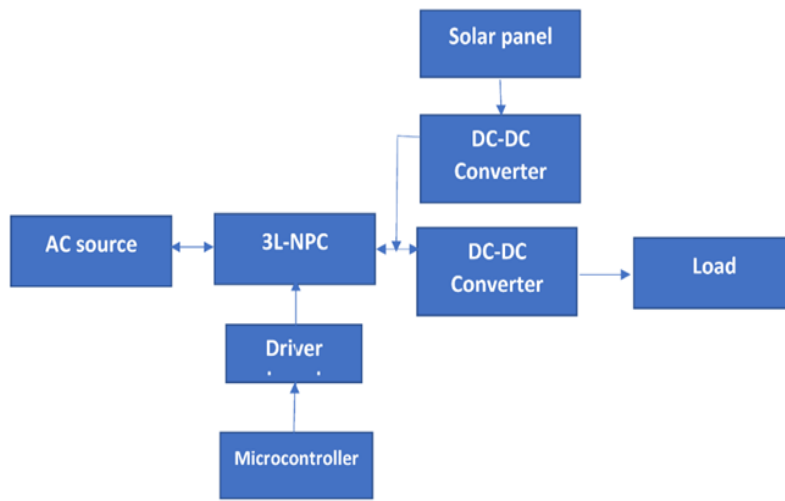 Solar panel
DC-DC
Converter
AC source
3L-NPC
DC-DC
Converter
Load
Driver
Microcontroller